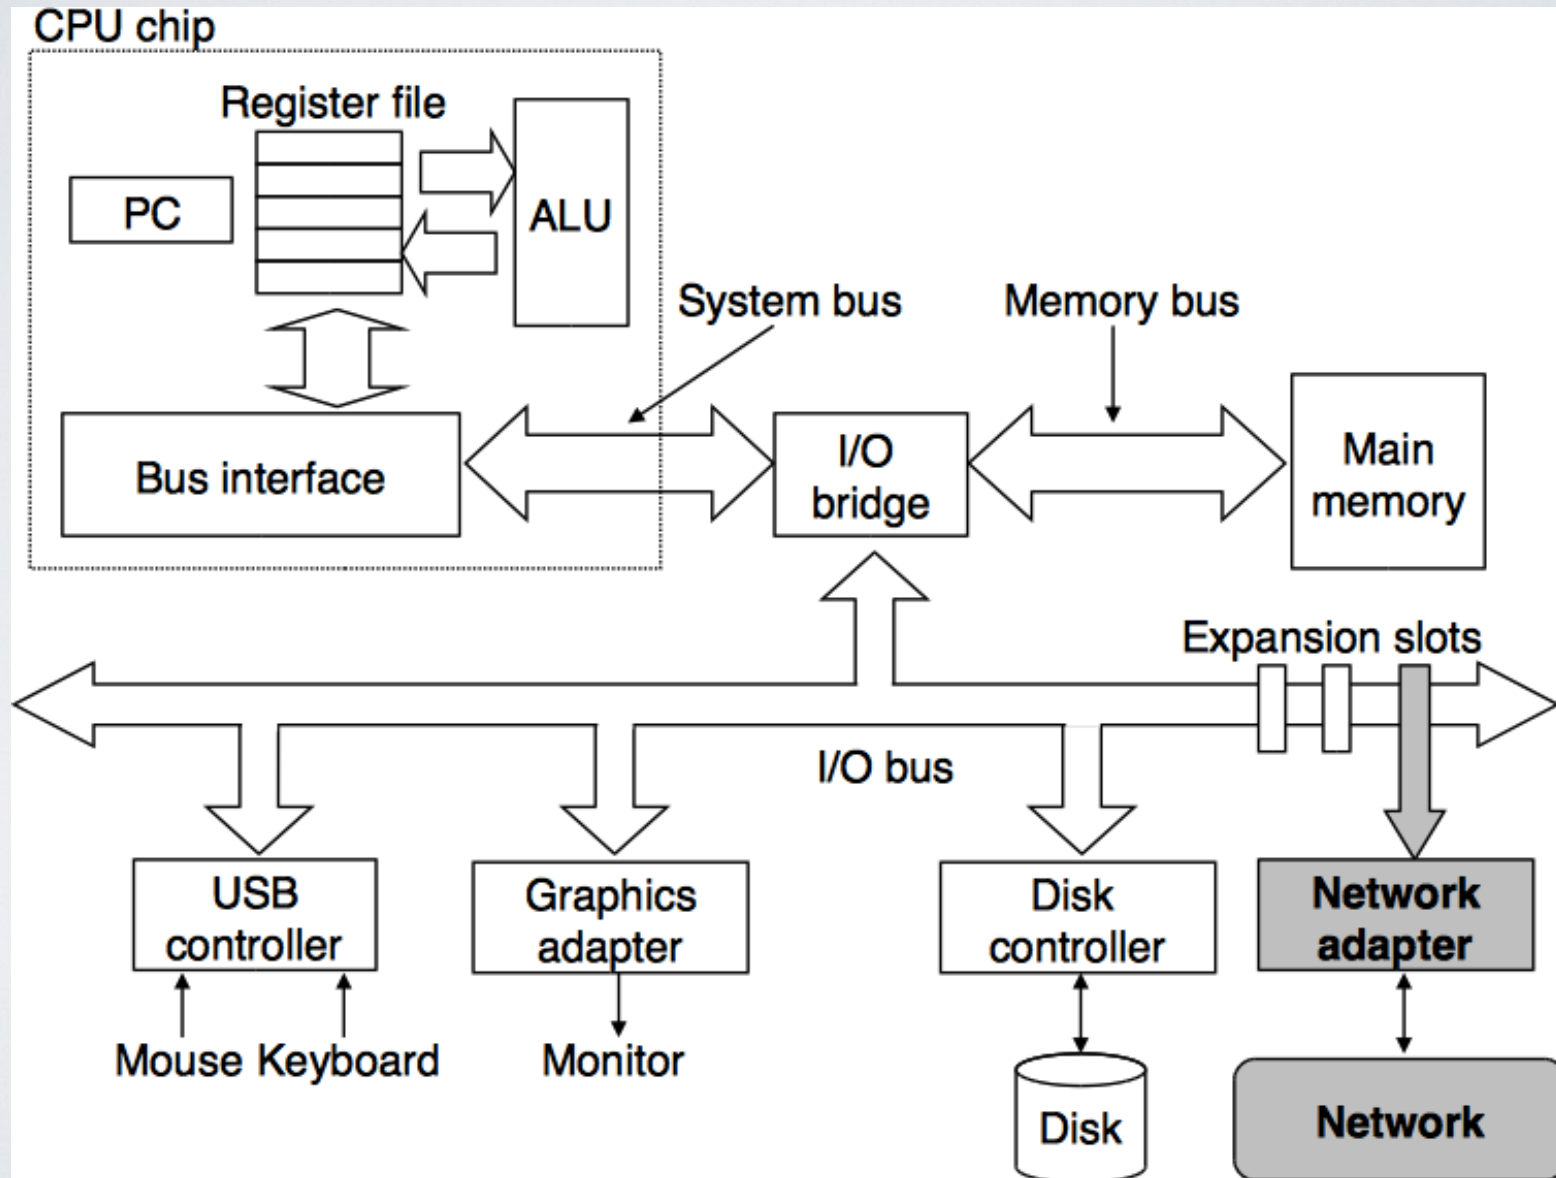 CPU chip
Register file
PC
ALU
System bus
Memory bus
Bus interface
I/O
bridge
Main
memory
Expansion slots
I/O bus
USB
controller
Graphics
adapter
Disk
controller
Network
adapter
Mouse Keyboard
Monitor
Disk
Network